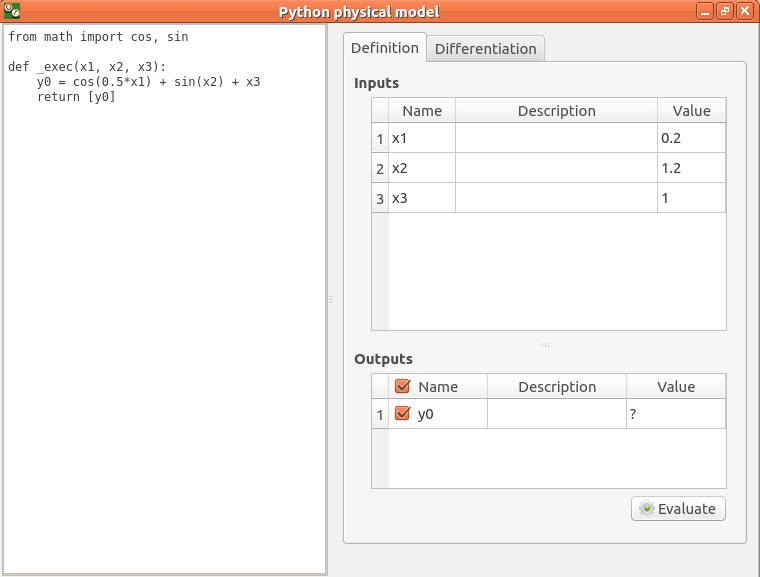 Python physical model
from math import cos, sin
def _exec(x1, x2, x3):
    y0 = cos(0.5*x1) + sin(x2) + x3
    return [y0]
Definition Differentiation
Inputs
Name Description Value
1 x1 0.2
2 x2 1.2
3 x3 1
Outputs
Name Description Value
1 y0 ?
Evaluate